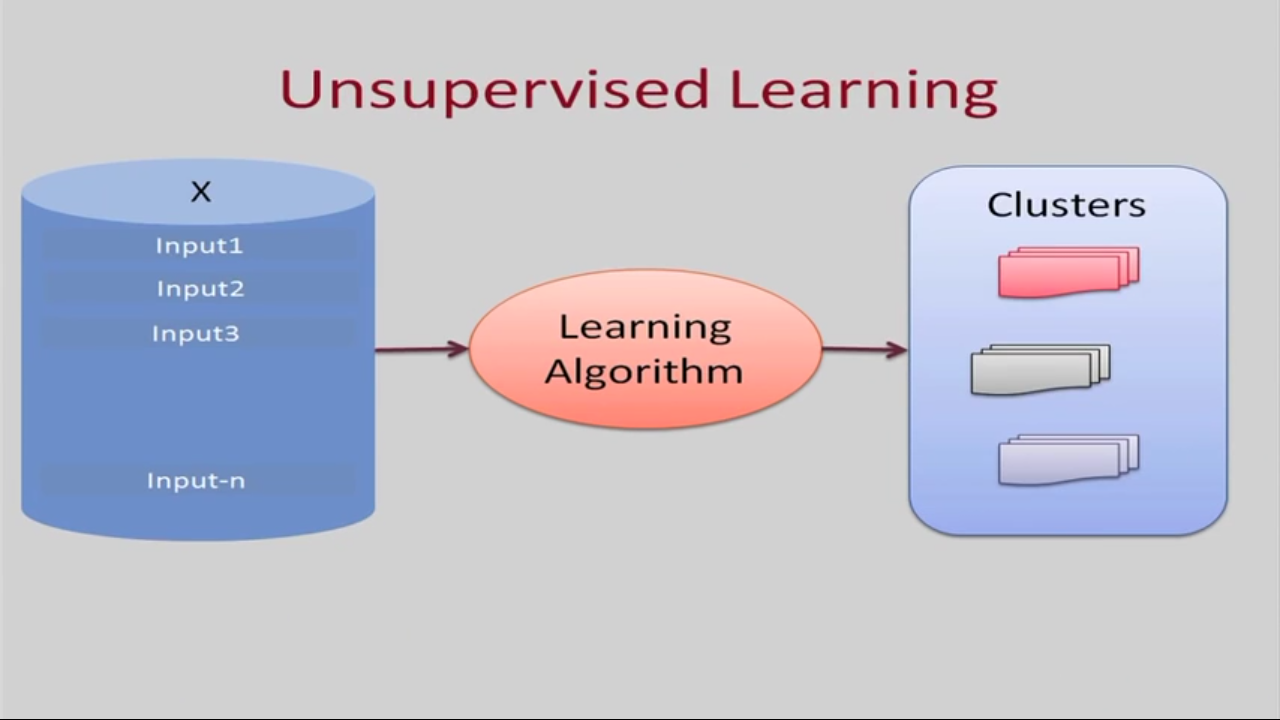 Unsupervised Learning
X
Input1
Input2
Input3
Input-n
Learning
Algorithm
Clusters